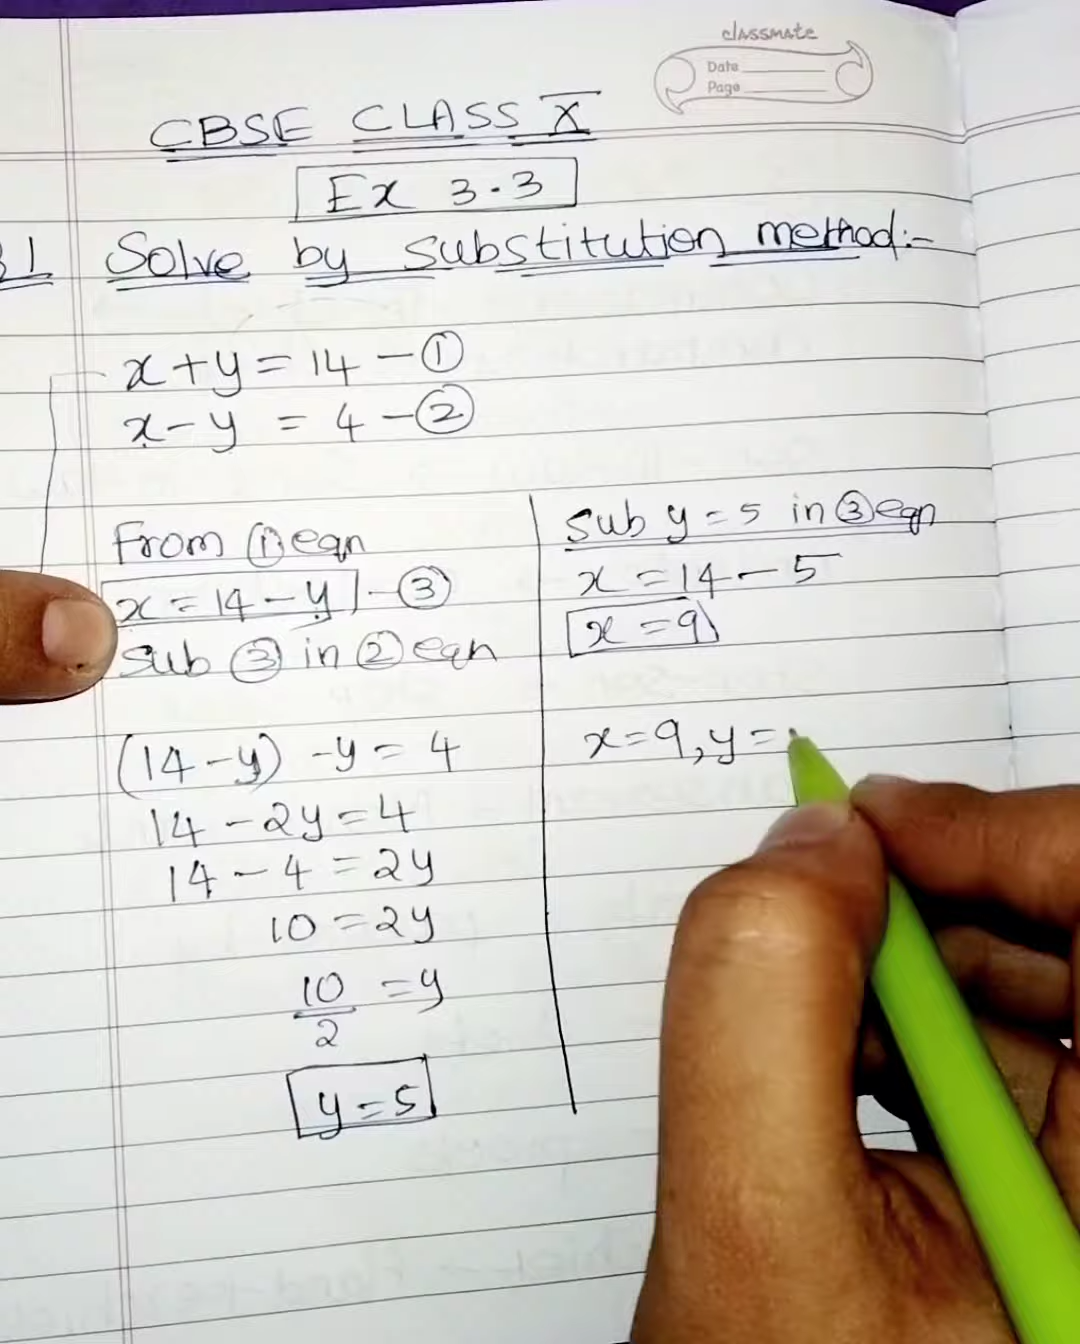 classmate
Date
Page
CBSE CLASS X
Ex 3.3
1 Solve by substitution method:-
x+y = 14 - ①
x-y = 4 - ②
From ① eqn
x = 14 - y - ③
Sub ③ in ② eqn
(14-y) -y = 4
14 - 2y = 4
14 - 4 = 2y
10 = 2y
10/2 = y
y = 5
Sub y = 5 in ③ eqn
x = 14 - 5
x = 9
x=9, y=